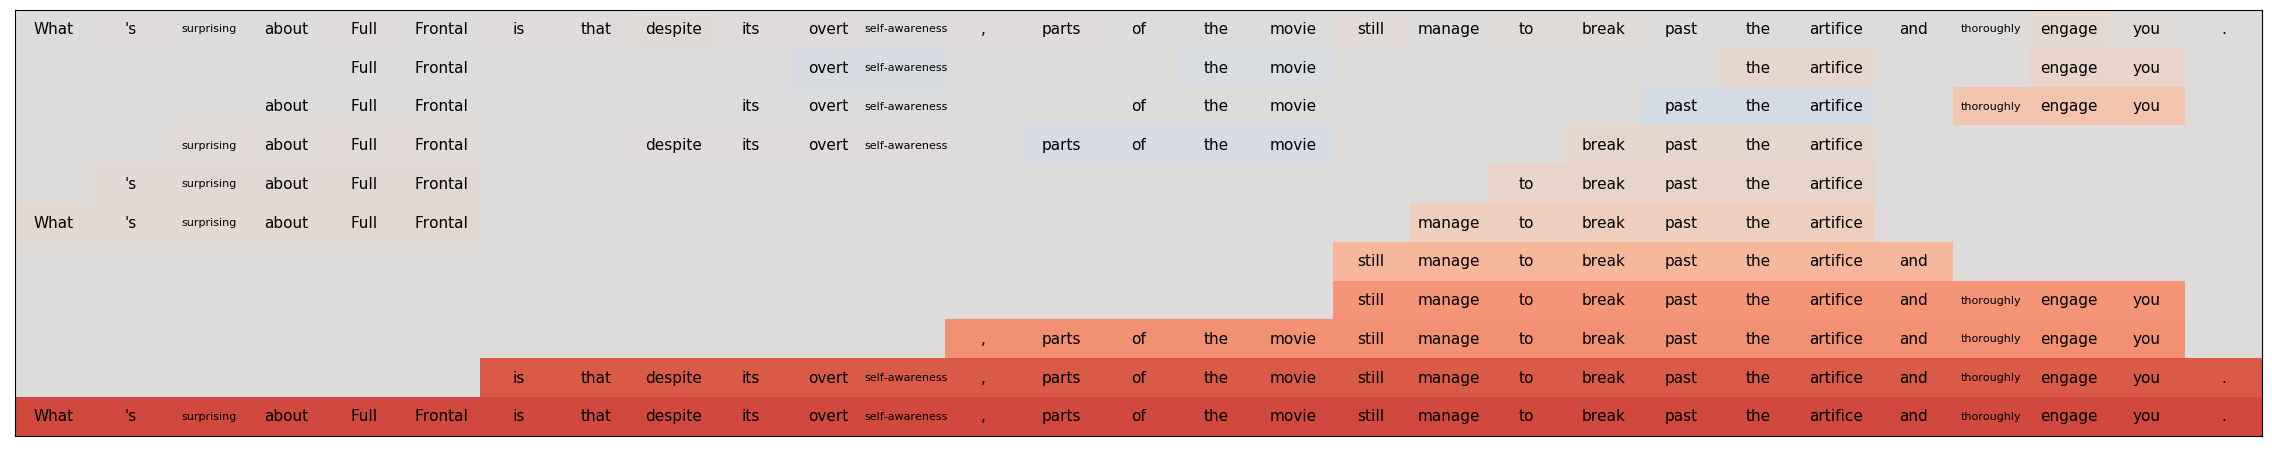 What 's surprising about Full Frontal is that despite its overt self-awareness , parts of the movie still manage to break past the artifice and thoroughly engage you .
Full Frontal overt self-awareness the movie the artifice engage you
about Full Frontal its overt self-awareness of the movie past the artifice thoroughly engage you
surprising about Full Frontal despite its overt self-awareness parts of the movie break past the artifice
's surprising about Full Frontal to break past the artifice
What 's surprising about Full Frontal manage to break past the artifice
still manage to break past the artifice and
still manage to break past the artifice and thoroughly engage you
, parts of the movie still manage to break past the artifice and thoroughly engage you
is that despite its overt self-awareness , parts of the movie still manage to break past the artifice and thoroughly engage you .
What 's surprising about Full Frontal is that despite its overt self-awareness , parts of the movie still manage to break past the artifice and thoroughly engage you .